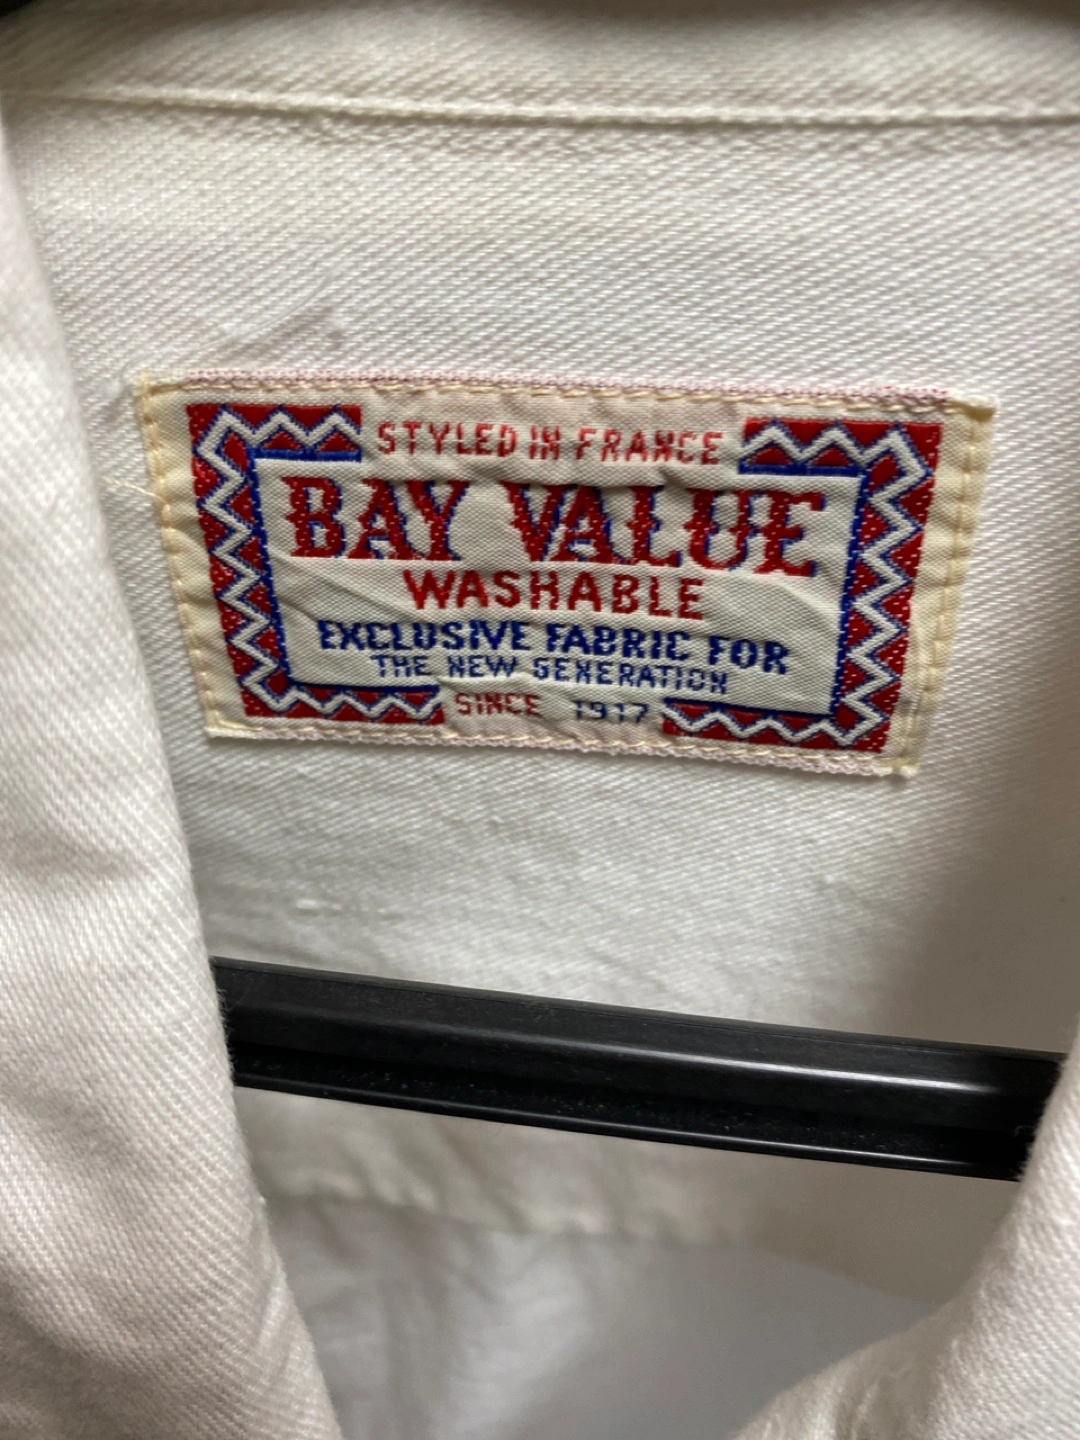 STYLED IN FRANCE
BAY VALUE
WASHABLE
EXCLUSIVE FABRIC FOR
THE NEW GENERATION
SINCE 1917